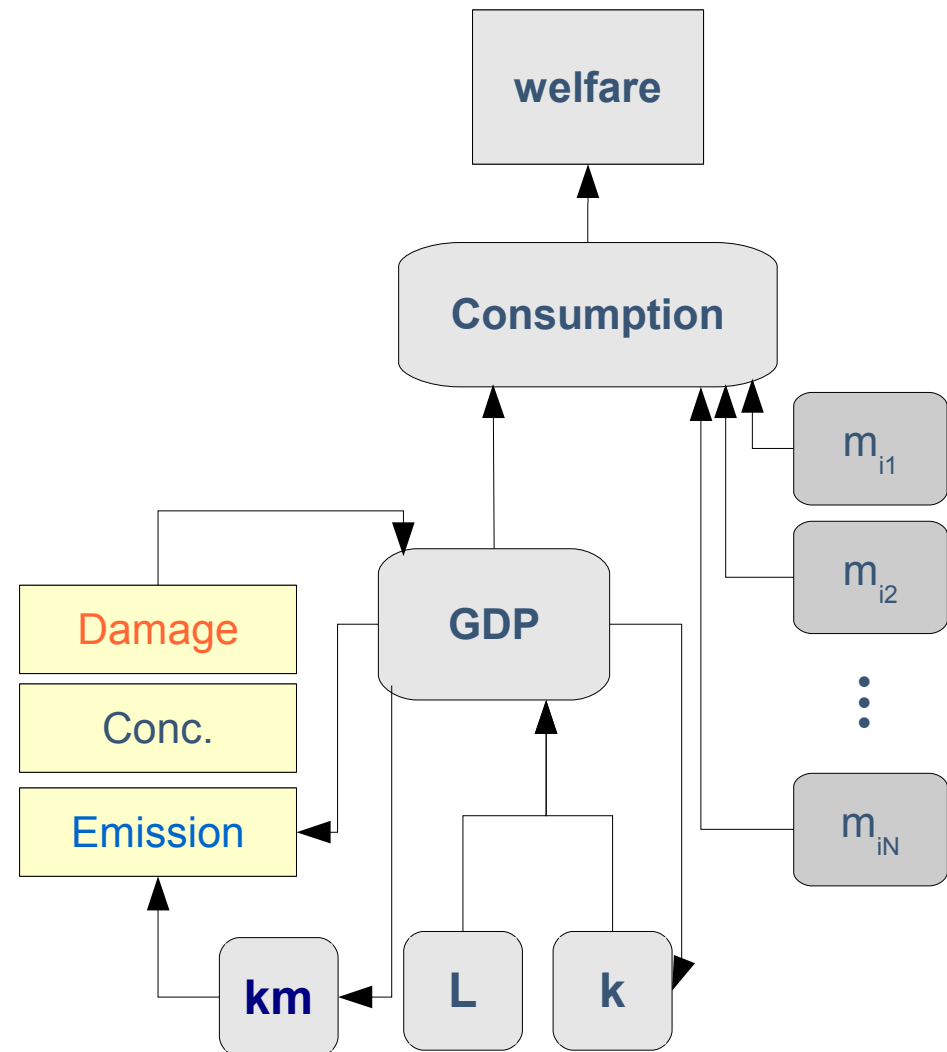 welfare
Consumption
m_i1
Damage
GDP
m_i2
Conc.
Emission
m_iN
km
L
k